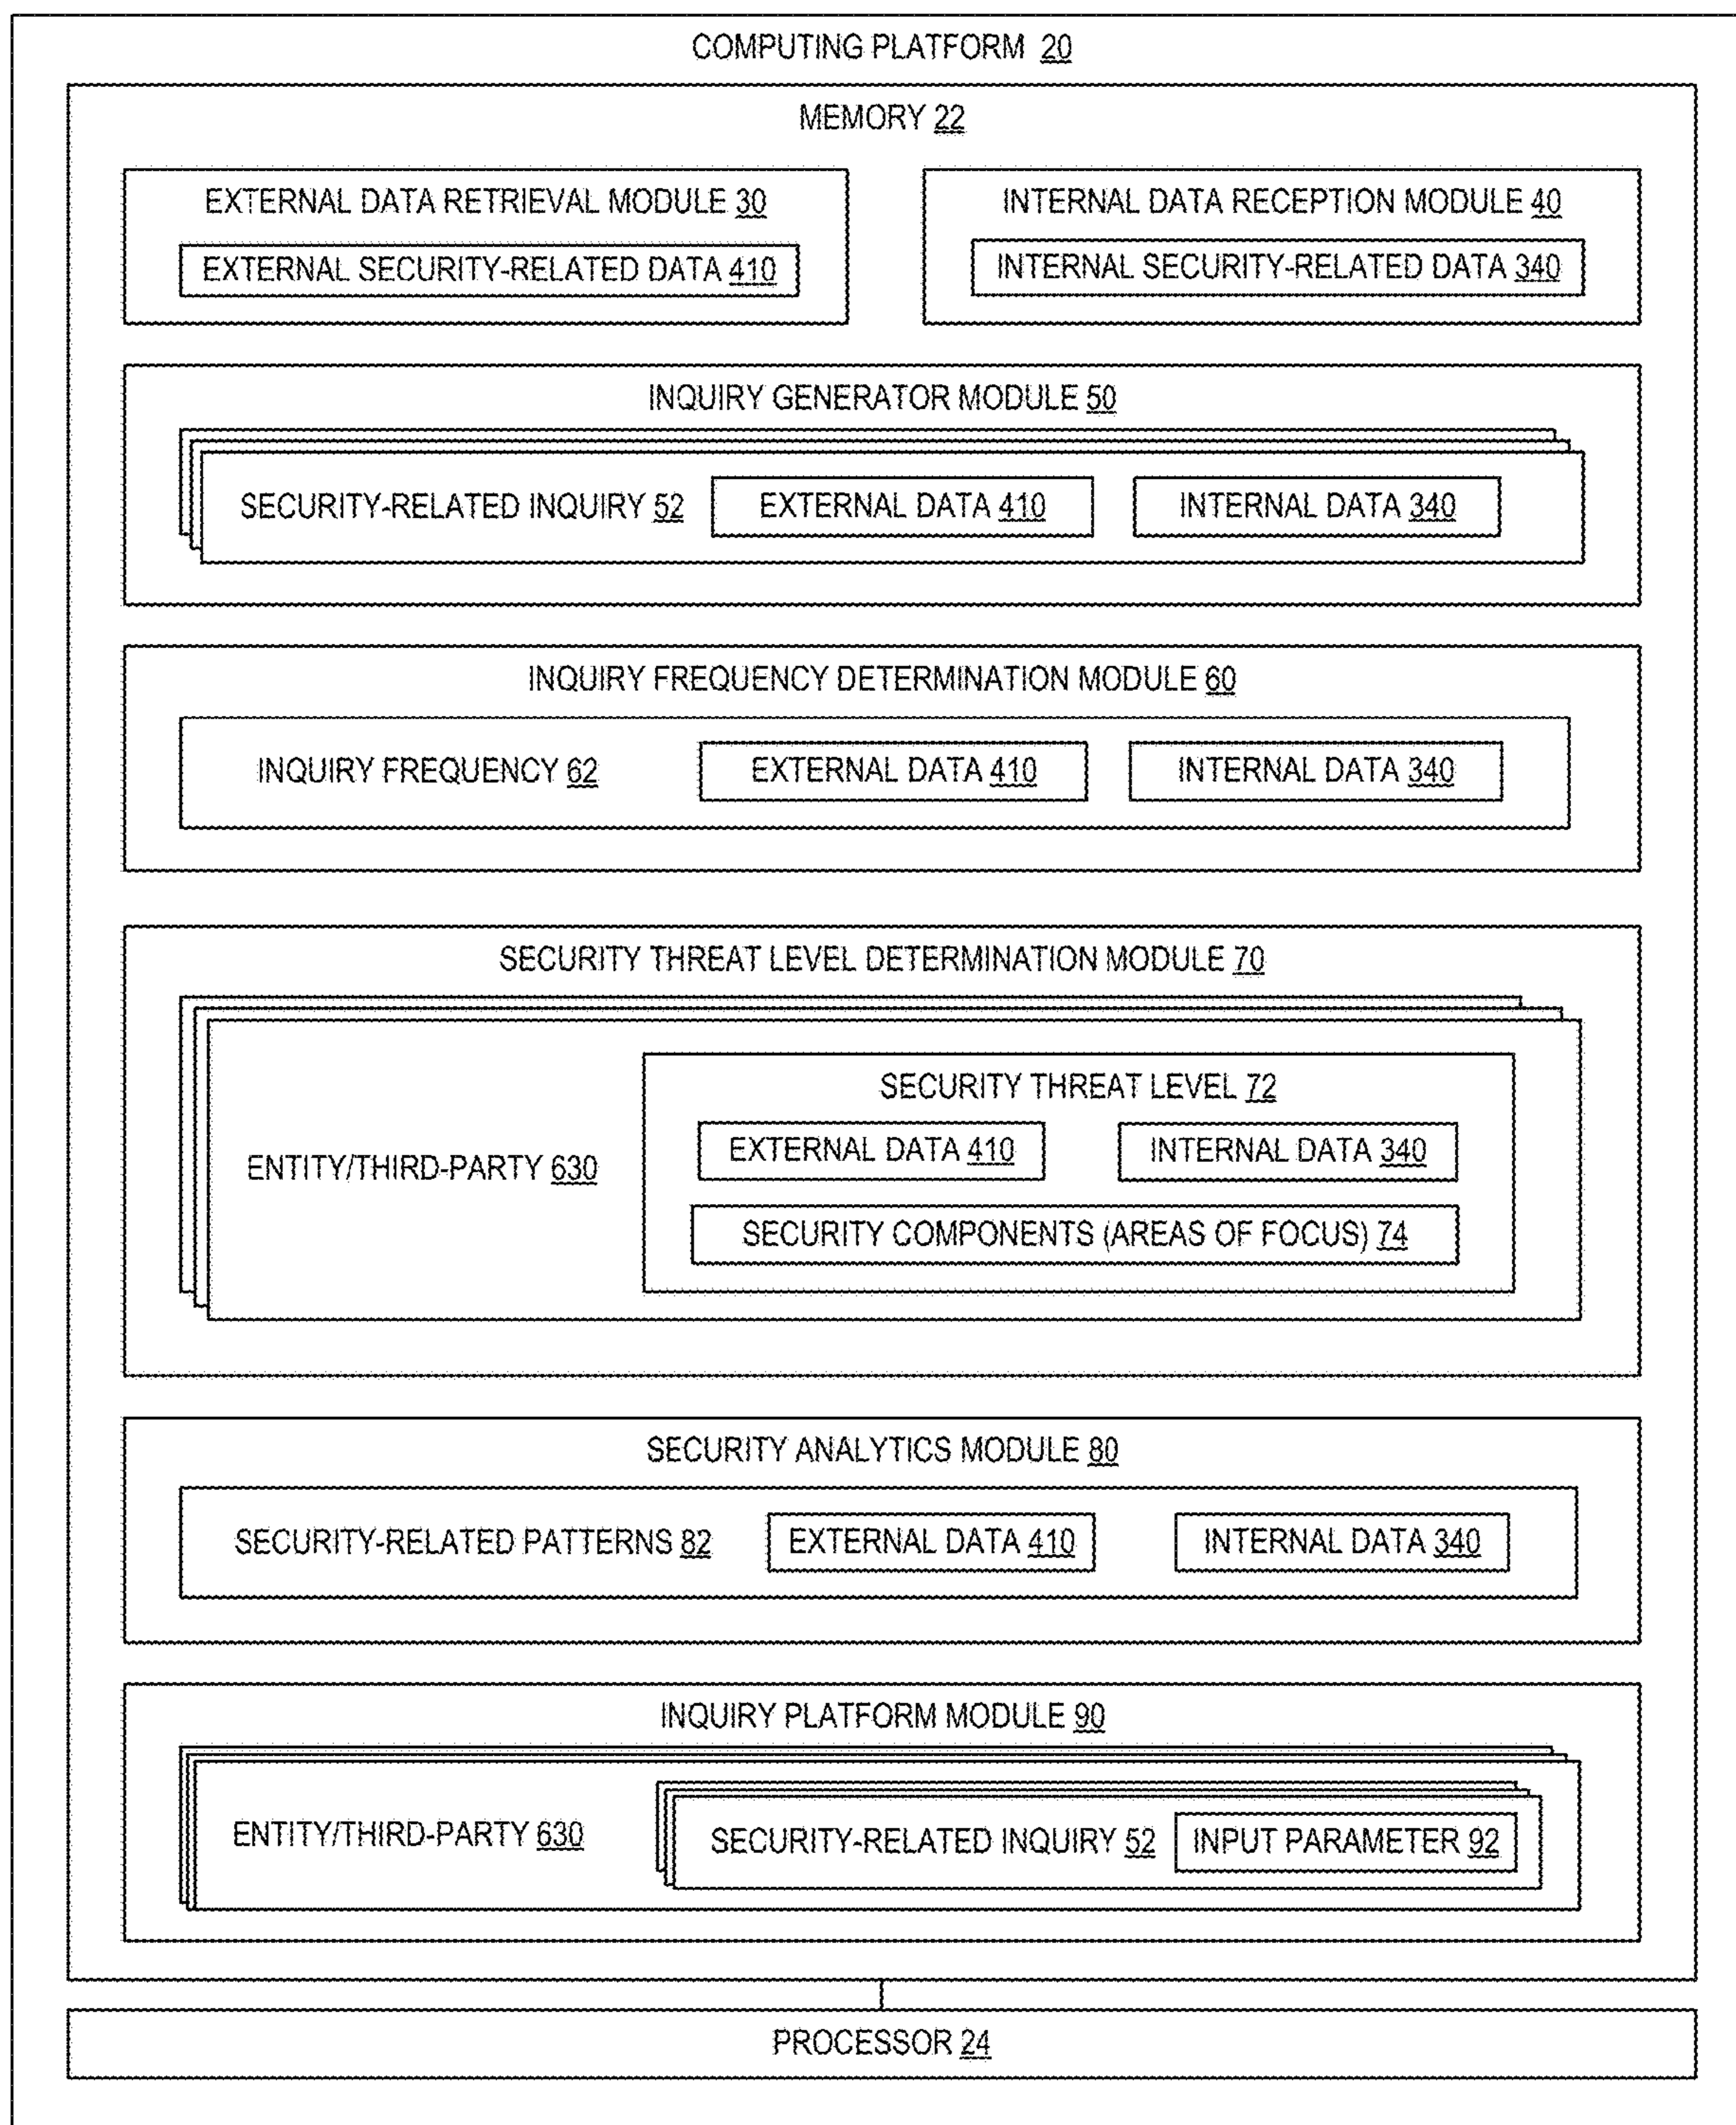 COMPUTING PLATFORM 20
MEMORY 22
EXTERNAL DATA RETRIEVAL MODULE 30
EXTERNAL SECURITY-RELATED DATA 410
INTERNAL DATA RECEPTION MODULE 40
INTERNAL SECURITY-RELATED DATA 340
INQUIRY GENERATOR MODULE 50
SECURITY-RELATED INQUIRY 52
EXTERNAL DATA 410
INTERNAL DATA 340
INQUIRY FREQUENCY DETERMINATION MODULE 60
INQUIRY FREQUENCY 62
EXTERNAL DATA 410
INTERNAL DATA 340
SECURITY THREAT LEVEL DETERMINATION MODULE 70
ENTITY/THIRD-PARTY 630
SECURITY THREAT LEVEL 72
EXTERNAL DATA 410
INTERNAL DATA 340
SECURITY COMPONENTS (AREAS OF FOCUS) 74
SECURITY ANALYTICS MODULE 80
SECURITY-RELATED PATTERNS 82
EXTERNAL DATA 410
INTERNAL DATA 340
INQUIRY PLATFORM MODULE 90
ENTITY/THIRD-PARTY 630
SECURITY-RELATED INQUIRY 52
INPUT PARAMETER 92
PROCESSOR 24